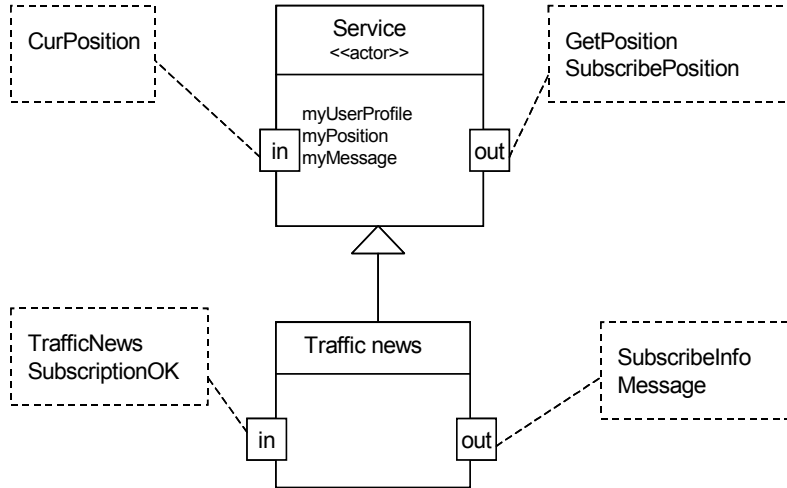 CurPosition
Service
<<actor>>
GetPosition
SubscribePosition
myUserProfile
myPosition
myMessage
in
out
TrafficNews
SubscriptionOK
Traffic news
SubscribeInfo
Message
in
out